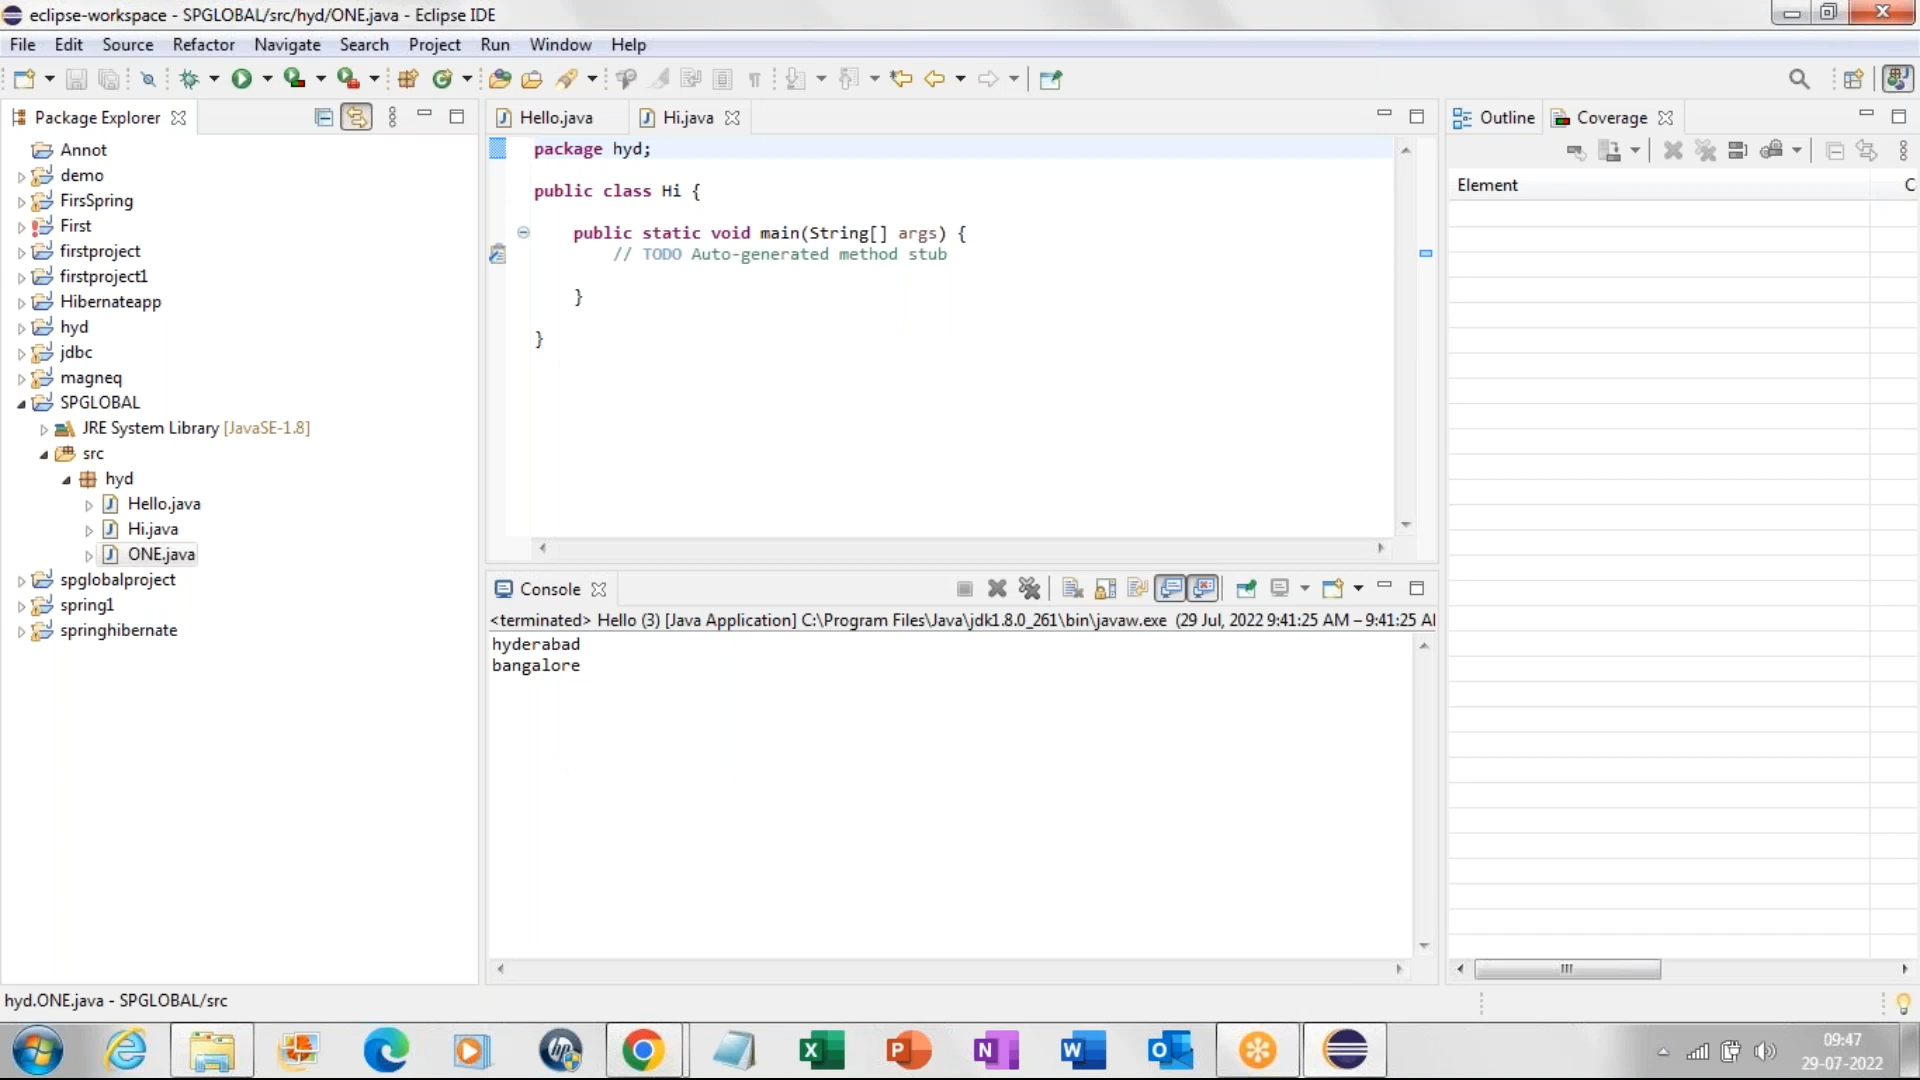 eclipse-workspace - SPGLOBAL/src/hyd/ONE.java - Eclipse IDE
File Edit Source Refactor Navigate Search Project Run Window Help
Package Explorer
Annot
demo
FirsSpring
First
firstproject
firstproject1
Hibernateapp
hyd
jdbc
magneq
SPGLOBAL
JRE System Library [JavaSE-1.8]
src
hyd
Hello.java
Hi.java
ONE.java
spglobalproject
spring1
springhibernate
Hello.java Hi.java
package hyd;
public class Hi {
public static void main(String[] args) {
// TODO Auto-generated method stub
}
}
Console
<terminated> Hello (3) [Java Application] C:\Program Files\Java\jdk1.8.0_261\bin\javaw.exe (29 Jul, 2022 9:41:25 AM – 9:41:25 A
hyderabad
bangalore
Outline Coverage
Element C
hyd.ONE.java - SPGLOBAL/src
09:47
29-07-2022